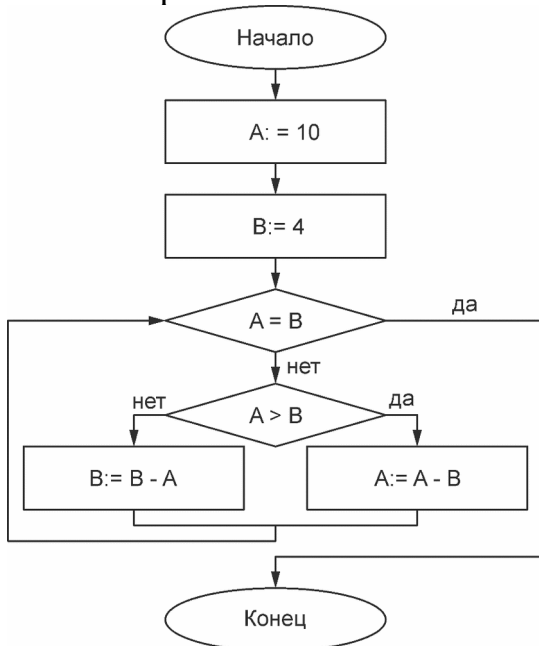 Начало
A: = 10
B:= 4
A = B
да
нет
A > B
нет
да
B:= B - A
A:= A - B
Конец